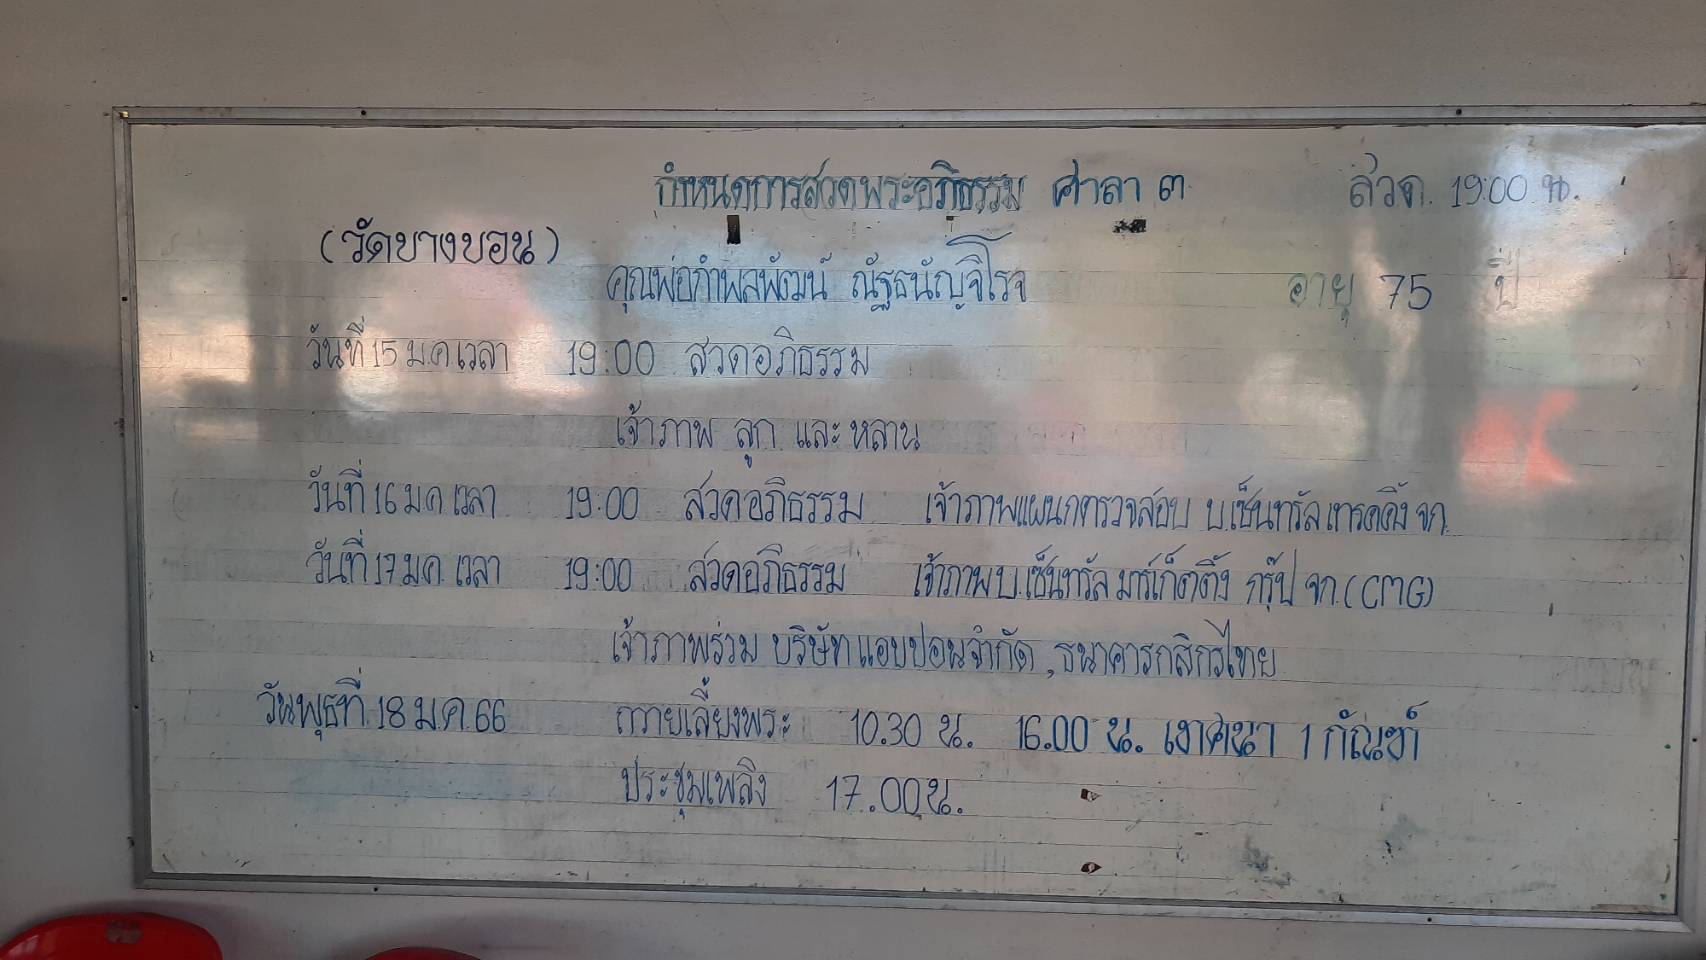 กำหนดการสวดพระอภิธรรม ศาลา ๓ สวด. 19:00 น.
(วัดบางบอน)
คุณพ่อกำพลพัฒน์ ณัฐธนัญจิโรจ อายุ 75 ปี
วันที่ 15 ม.ค เวลา 19:00 สวดอภิธรรม
เจ้าภาพ ลูก และ หลาน
วันที่ 16 ม.ค เวลา 19:00 สวดอภิธรรม เจ้าภาพแผนกตรวจสอบ บ.เซ็นทรัล เทรดดิ้ง จก.
วันที่ 17 ม.ค. เวลา 19:00 สวดอภิธรรม เจ้าภาพ บ.เซ็นทรัล มาร์เก็ตติ้ง กรุ๊ป จก. (CMG)
เจ้าภาพร่วม บริษัท แอบปอนจำกัด , ธนาคารกสิกรไทย
วันพุธที่ 18 ม.ค. 66 ถวายเลี้ยงพระ 10.30 น. 16.00 น. เทศนา 1 กัณฑ์
ประชุมเพลิง 17.00 น.